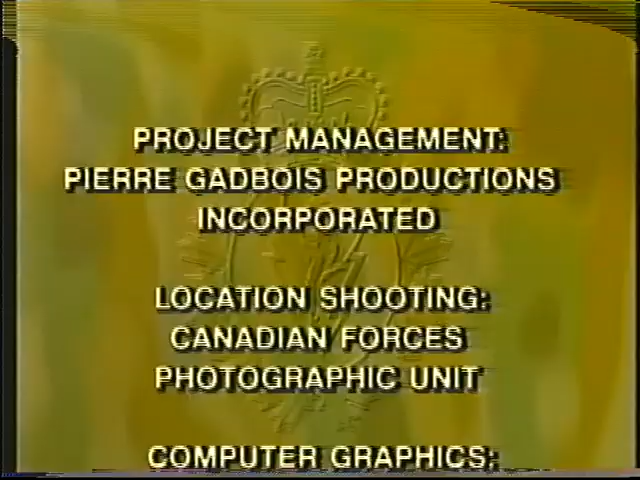 PROJECT MANAGEMENT:
PIERRE GADBOIS PRODUCTIONS
INCORPORATED
LOCATION SHOOTING:
CANADIAN FORCES
PHOTOGRAPHIC UNIT
COMPUTER GRAPHICS: